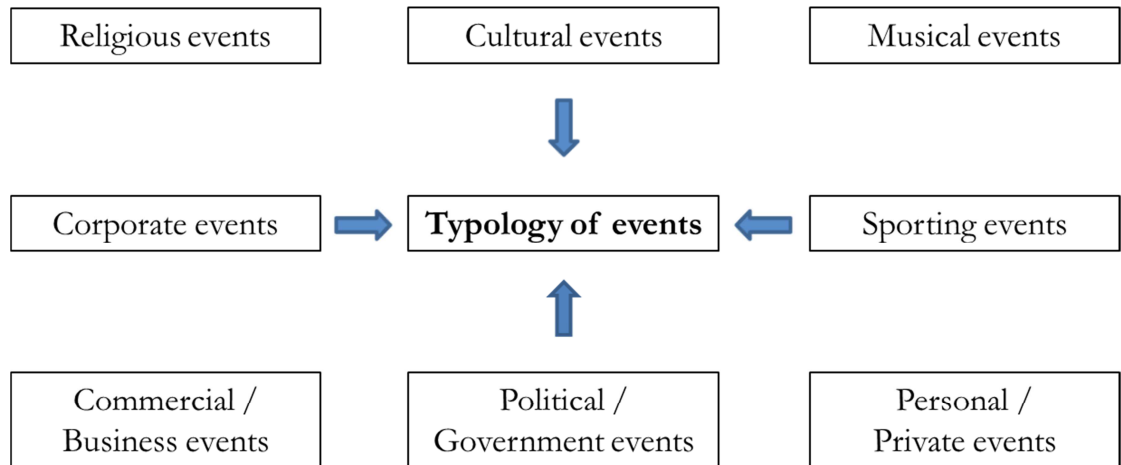 Religious events
Cultural events
Musical events
Corporate events
Typology of events
Sporting events
Commercial /
Business events
Political /
Government events
Personal /
Private events